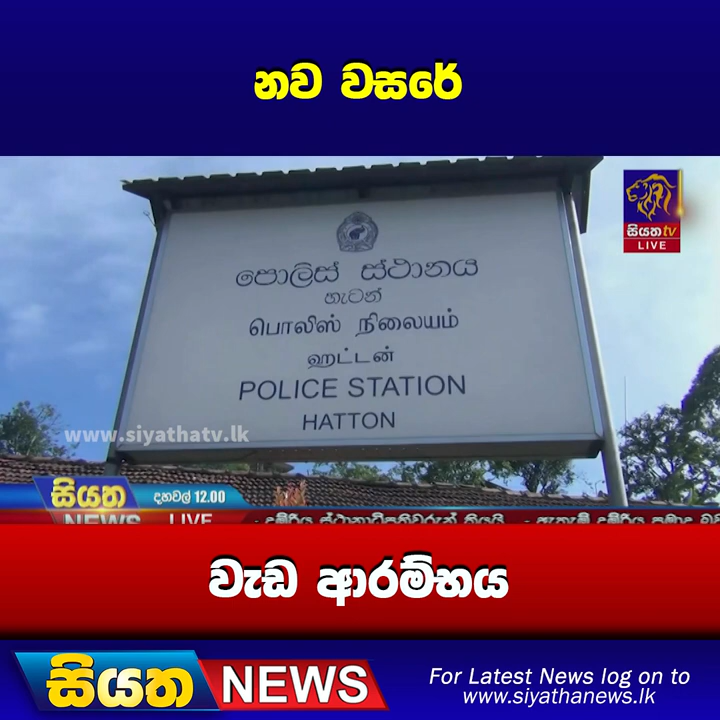 නව වසරේ
සියත tv
LIVE
පොලිස් ස්ථානය
හැටන්
பொலிஸ் நிலையம்
ஹட்டன்
POLICE STATION
HATTON
www.siyathatv.lk
සියත
දහවල් 12.00
NEWS
LIVE
වැඩ ආරම්භය
සියත NEWS
For Latest News log on to
www.siyathanews.lk